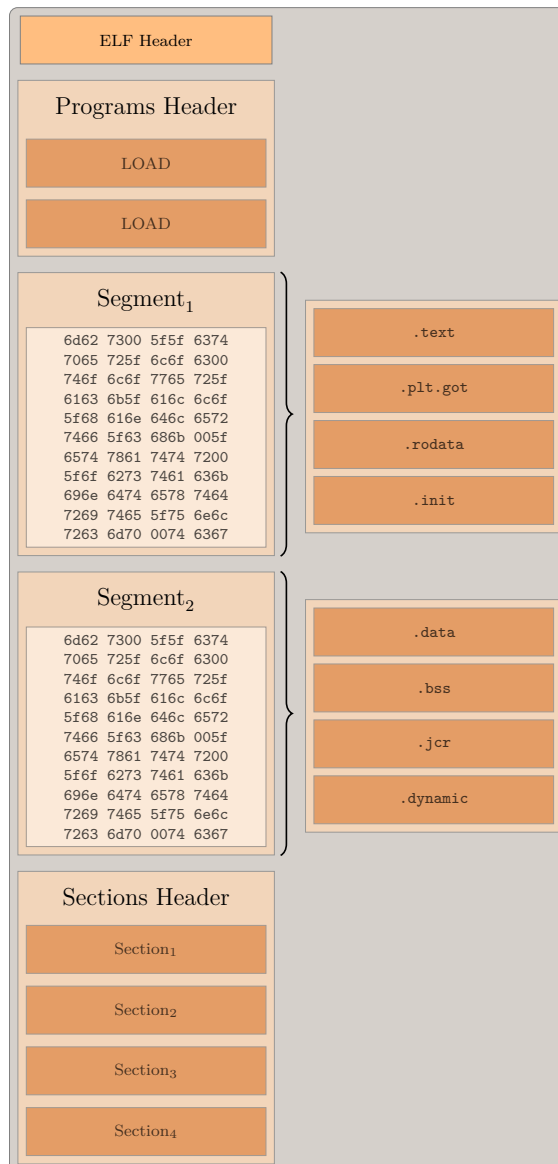 ELF Header
Programs Header
LOAD
LOAD
Segment₁
6d62 7300 5f5f 6374
7065 725f 6c6f 6300
746f 6c6f 7765 725f
6163 6b5f 616c 6c6f
5f68 616e 646c 6572
7466 5f63 686b 005f
6574 7861 7474 7200
5f6f 6273 7461 636b
696e 6474 6578 7464
7269 7465 5f75 6e6c
7263 6d70 0074 6367
.text
.plt.got
.rodata
.init
Segment₂
6d62 7300 5f5f 6374
7065 725f 6c6f 6300
746f 6c6f 7765 725f
6163 6b5f 616c 6c6f
5f68 616e 646c 6572
7466 5f63 686b 005f
6574 7861 7474 7200
5f6f 6273 7461 636b
696e 6474 6578 7464
7269 7465 5f75 6e6c
7263 6d70 0074 6367
.data
.bss
.jcr
.dynamic
Sections Header
Section₁
Section₂
Section₃
Section₄